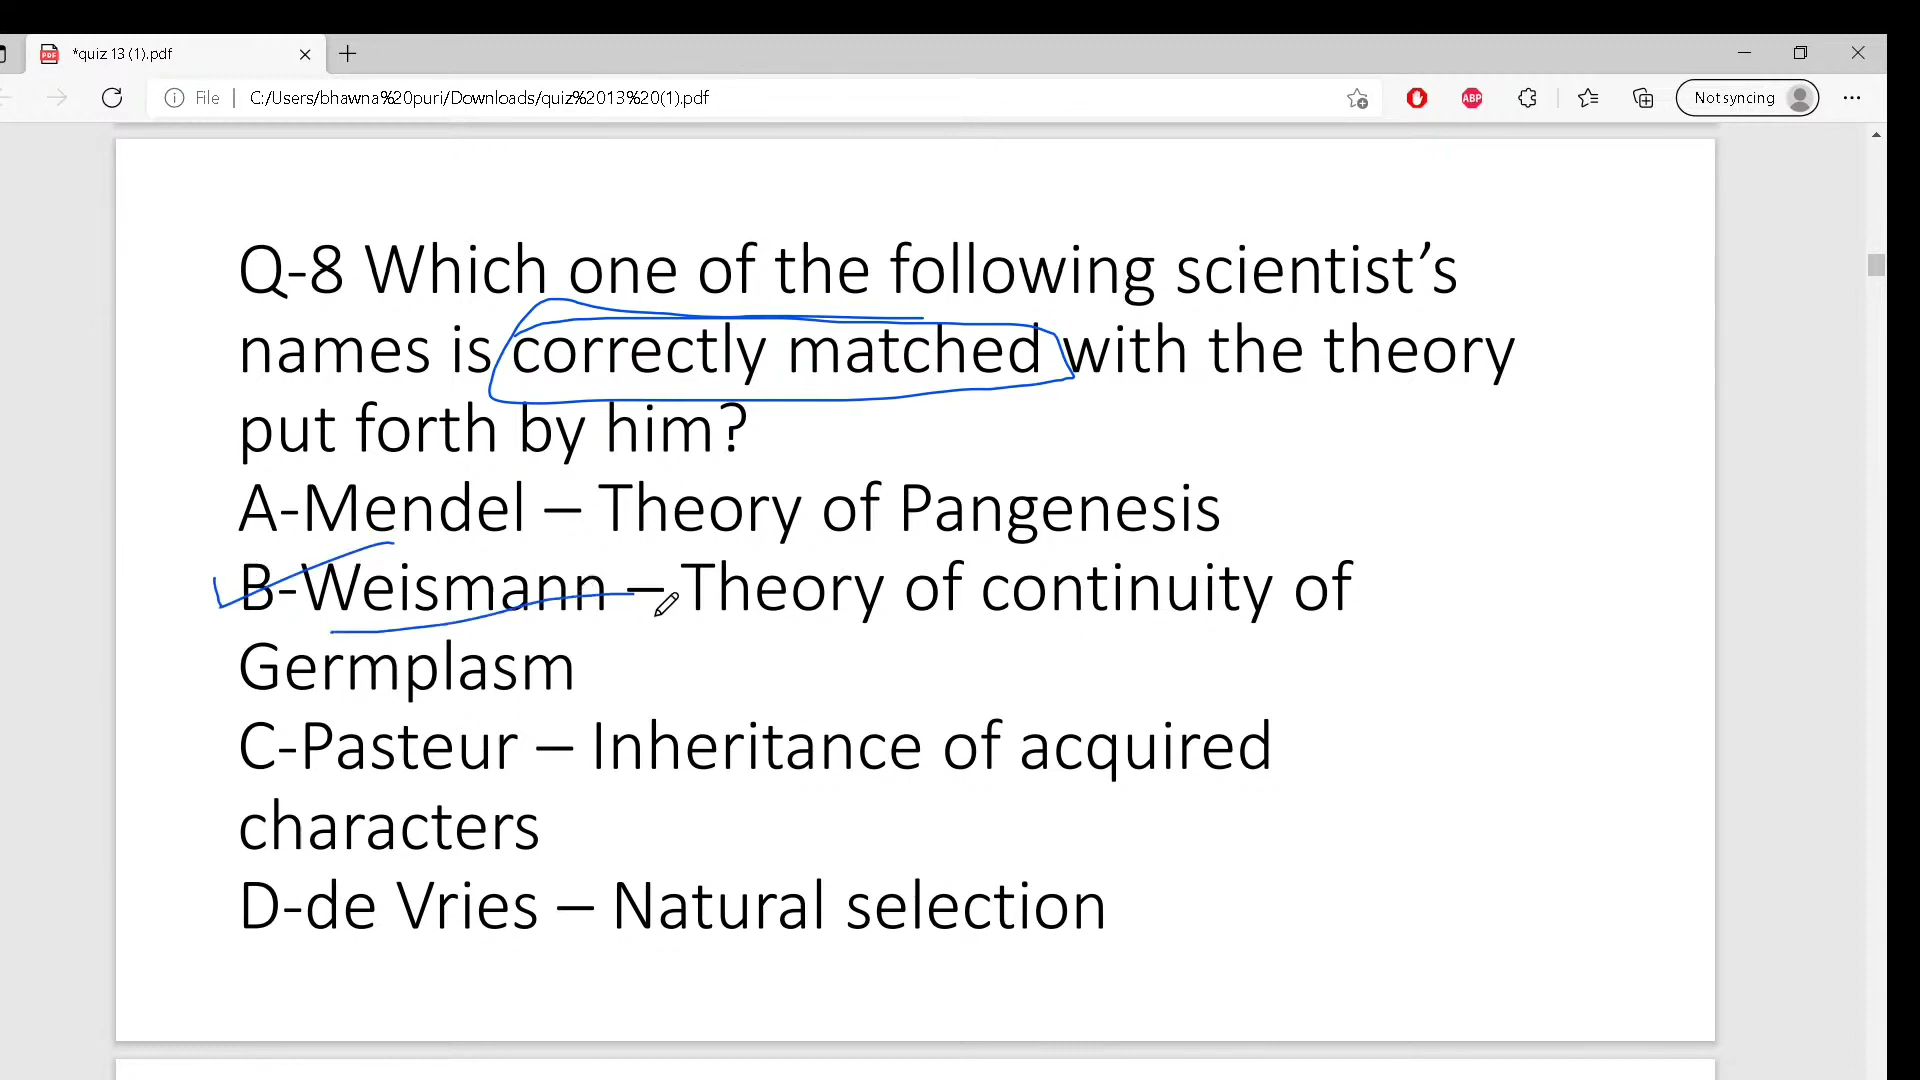 *quiz 13 (1).pdf
File C:/Users/bhawna%20puri/Downloads/quiz%2013%20(1).pdf ABP Not syncing
Q-8 Which one of the following scientist’s
names is correctly matched with the theory
put forth by him?
A-Mendel – Theory of Pangenesis
B-Weismann – Theory of continuity of
Germplasm
C-Pasteur – Inheritance of acquired
characters
D-de Vries – Natural selection